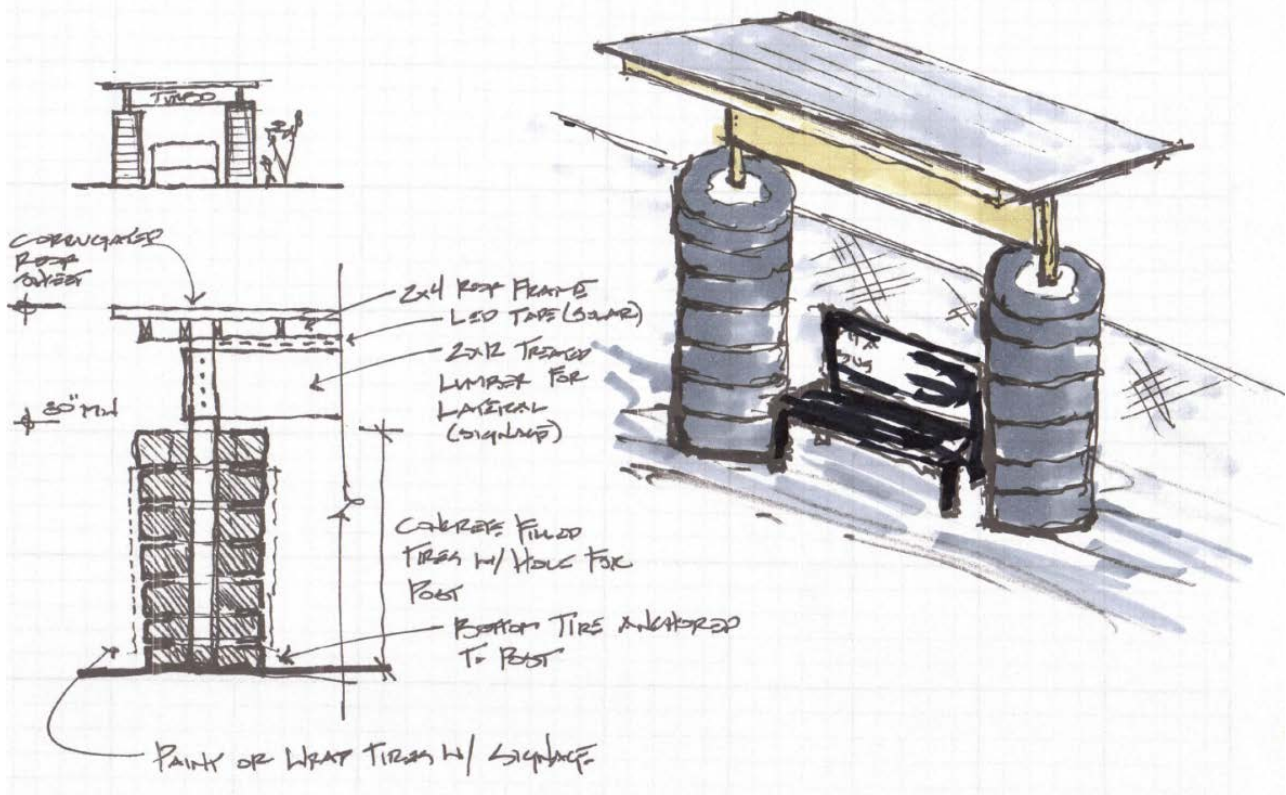 CORRUGATED
ROOF
SHEET
2x4 ROOF FRAME
LED TAPE (SOLAR)
2x12 TREATED
LUMBER FOR
LATERAL
(SIGNAGE)
80" MIN
CONCRETE FILLED
TIRES W/ HOLE FOR
POST
BOTTOM TIRE ANCHORED
TO POST
PAINT OR WRAP TIRES W/ SIGNAGE